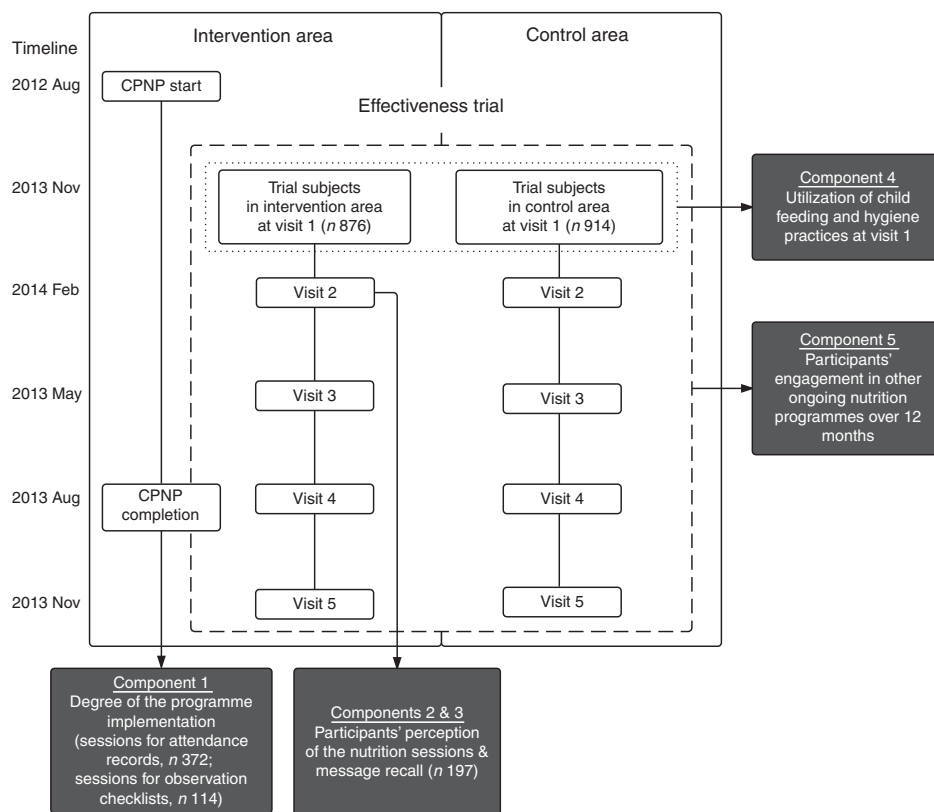 Intervention area
Control area
Timeline
2012 Aug
CPNP start
Effectiveness trial
2013 Nov
Trial subjects
in intervention area
at visit 1 (n 876)
Trial subjects
in control area
at visit 1 (n 914)
Component 4
Utilization of child
feeding and hygiene
practices at visit 1
2014 Feb
Visit 2
Visit 2
2013 May
Visit 3
Visit 3
Component 5
Participants'
engagement in other
ongoing nutrition
programmes over 12
months
2013 Aug
CPNP
completion
Visit 4
Visit 4
2013 Nov
Visit 5
Visit 5
Component 1
Degree of the programme
implementation
(sessions for attendance
records, n 372;
sessions for observation
checklists, n 114)
Components 2 & 3
Participants' perception
of the nutrition sessions &
message recall (n 197)